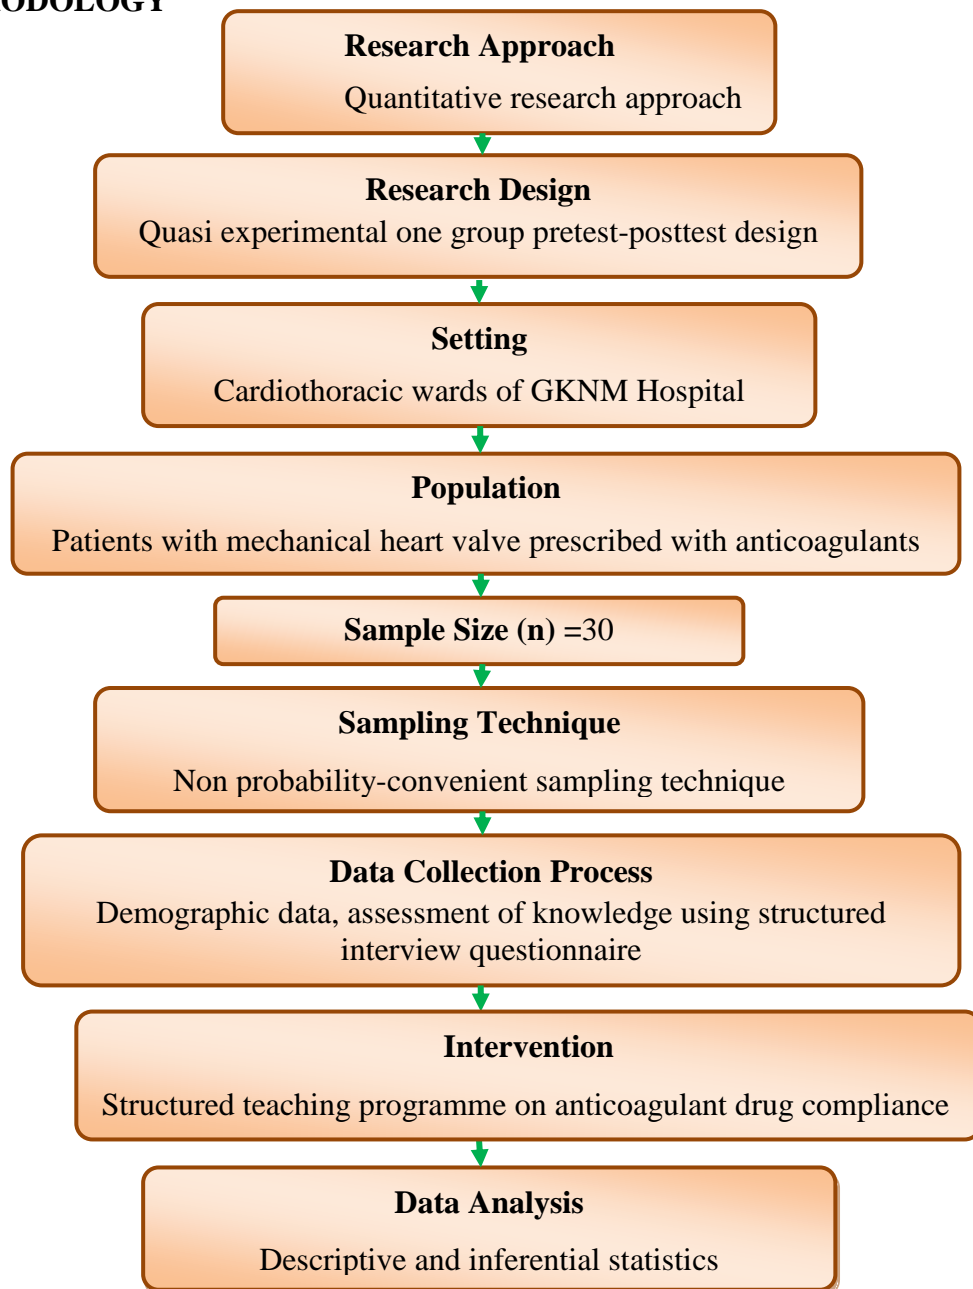 ODOLOGY
Research Approach
Quantitative research approach
Research Design
Quasi experimental one group pretest-posttest design
Setting
Cardiothoracic wards of GKNM Hospital
Population
Patients with mechanical heart valve prescribed with anticoagulants
Sample Size (n) =30
Sampling Technique
Non probability-convenient sampling technique
Data Collection Process
Demographic data, assessment of knowledge using structured
interview questionnaire
Intervention
Structured teaching programme on anticoagulant drug compliance
Data Analysis
Descriptive and inferential statistics